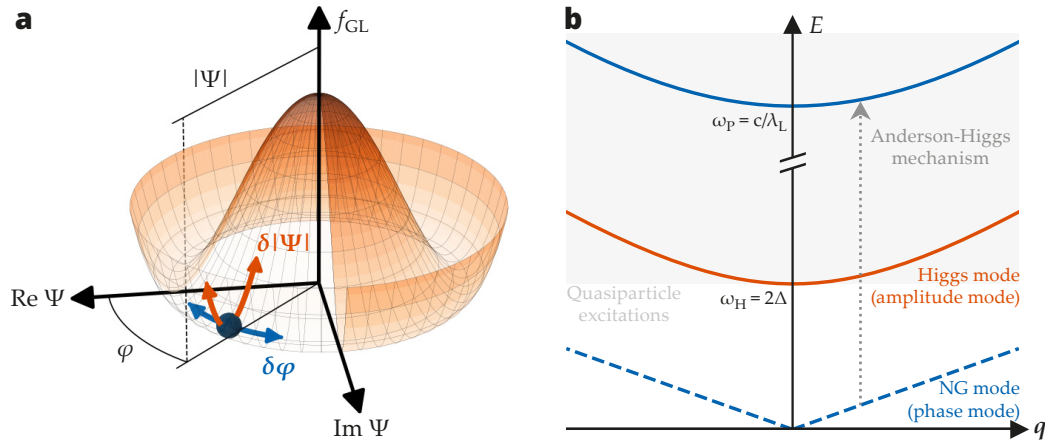 a
f_GL
|Ψ|
δ|Ψ|
Re Ψ
φ
δφ
Im Ψ
b
E
ω_P = c/λ_L
Anderson-Higgs
mechanism
Quasiparticle
excitations
ω_H = 2Δ
Higgs mode
(amplitude mode)
NG mode
(phase mode)
q